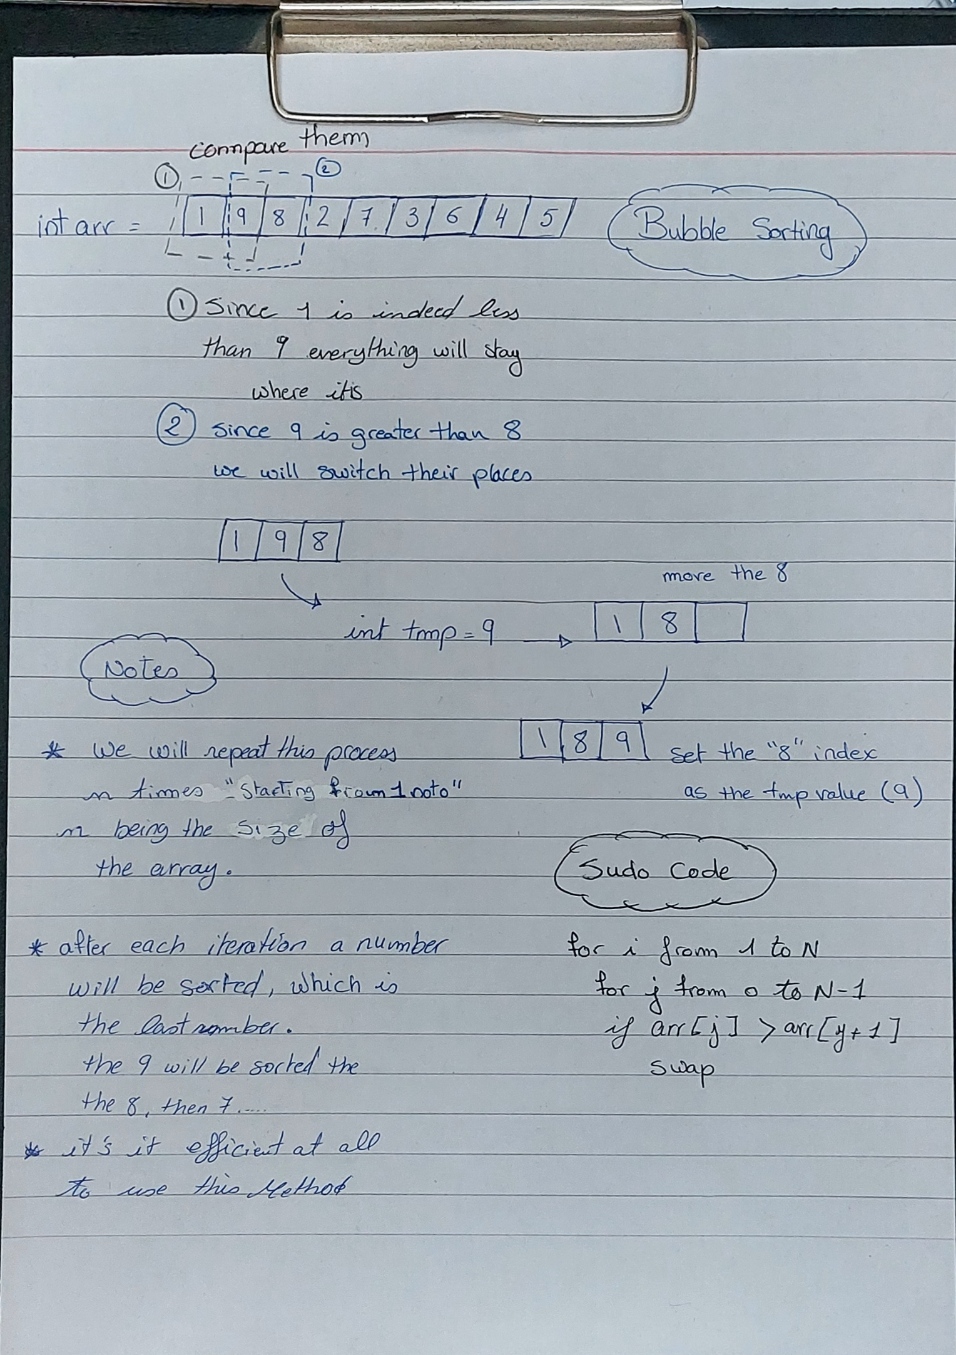 compare them
① ②
int arr = 1 9 8 2 7 3 6 4 5
Bubble Sorting
① Since 1 is indeed less
than 9 everything will stay
where itis
② since 9 is greater than 8
we will switch their places
1 9 8
int tmp = 9
move the 8
1 8
1 8 9
set the "8" index
as the tmp value (9)
Notes
* We will repeat this process
n times "Starting from 1 noto"
n being the size of
the array.
* after each iteration a number
will be sorted, which is
the last number.
the 9 will be sorted the
the 8, then 7.....
* it's it efficient at all
to use this Method
Sudo Code
for i from 1 to N
for j from 0 to N-1
if arr[j] > arr[y+1]
swap